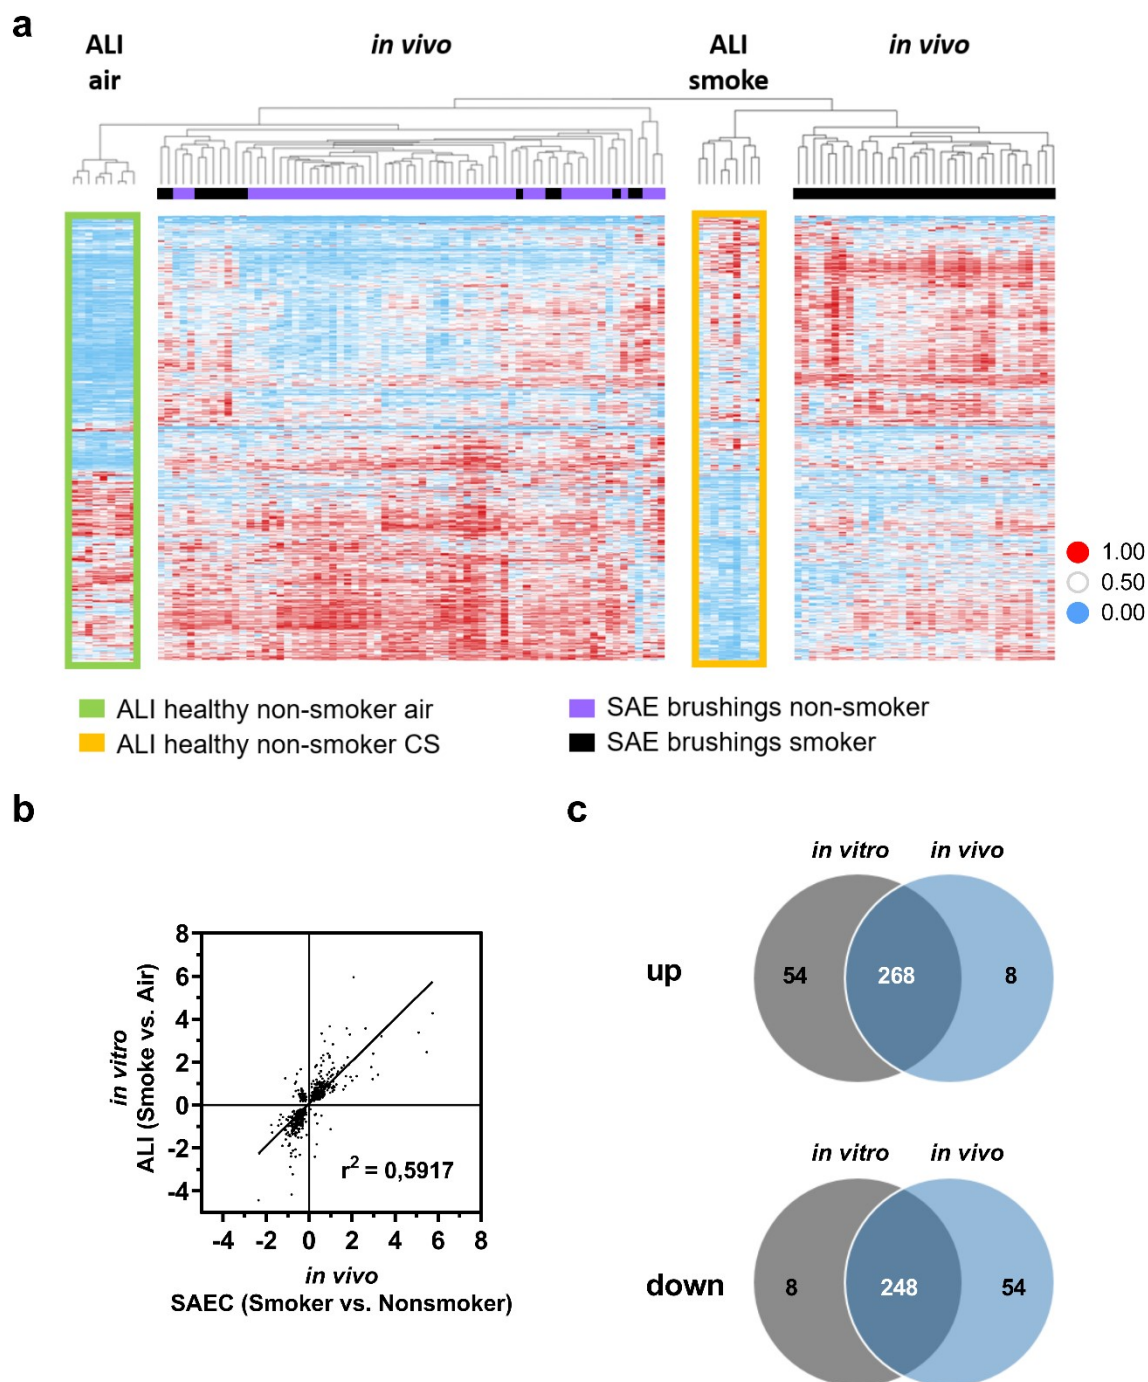 a
ALI
air
in vivo
ALI
smoke
in vivo
1.00
0.50
0.00
ALI healthy non-smoker air
SAE brushings non-smoker
ALI healthy non-smoker CS
SAE brushings smoker
b
in vitro
ALI (Smoke vs. Air)
8
6
4
2
0
-2
-4
r² = 0,5917
-4 -2 0 2 4 6 8
in vivo
SAEC (Smoker vs. Nonsmoker)
c
in vitro in vivo
up
54 268 8
in vitro in vivo
down
8 248 54